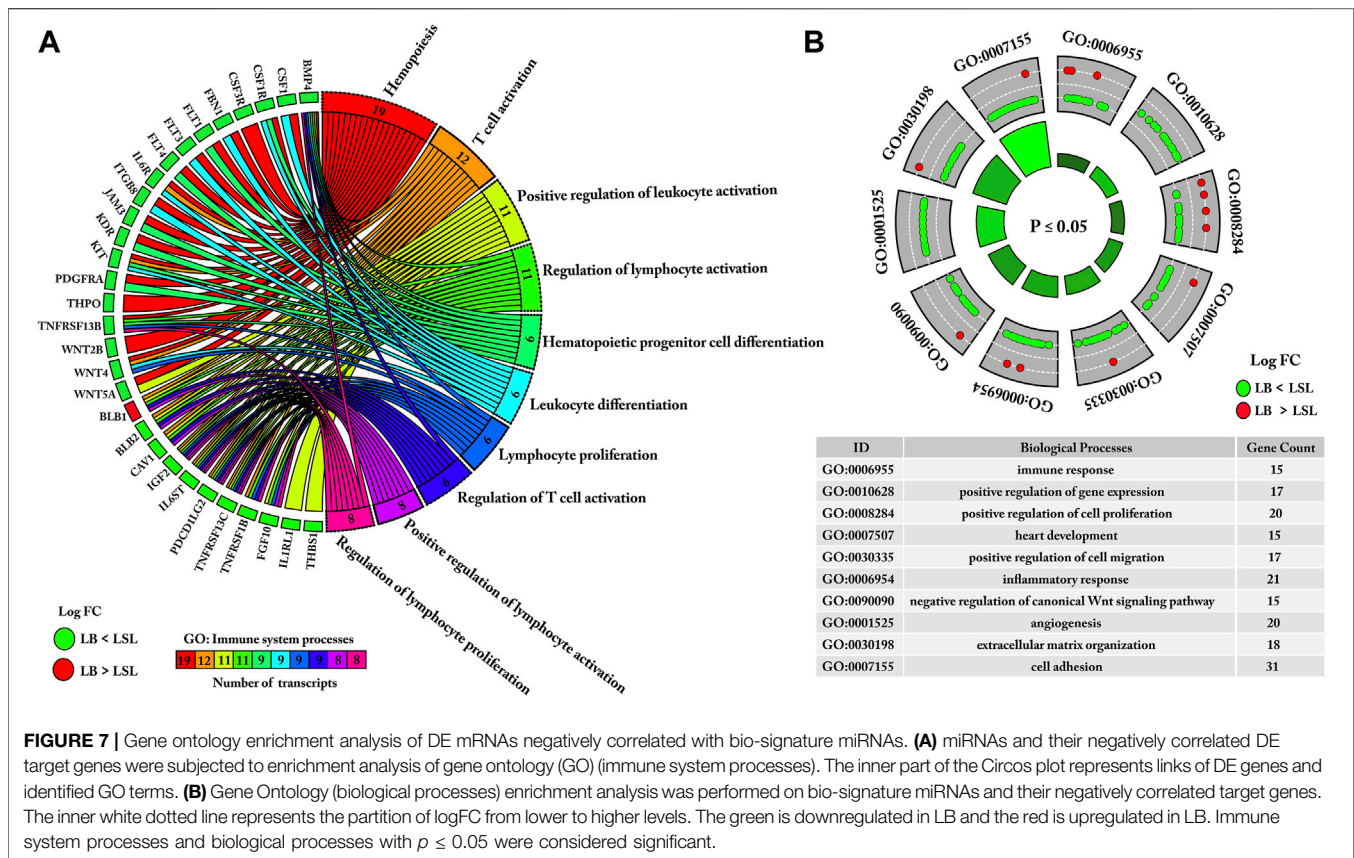 A
BMP4
CSF1
CSF1R
CSF3R
FBN1
FLT1
FLT3
FLT4
IL6R
ITGB8
JAM3
KDR
KIT
PDGFRA
THPO
TNFRSF13B
WNT2B
WNT4
WNT5A
BLB1
BLB2
CAV1
IGF2
IL6ST
PDCD1LG2
TNFRSF13C
TNFRSF1B
FGF10
IL1RL1
THBS1
19
Hemopoiesis
12
T cell activation
11
Positive regulation of leukocyte activation
11
Regulation of lymphocyte activation
9
Hematopoietic progenitor cell differentiation
9
Leukocyte differentiation
9
Lymphocyte proliferation
9
Regulation of T cell activation
8
Positive regulation of lymphocyte activation
8
Regulation of lymphocyte proliferation
Log FC
LB < LSL
LB > LSL
GO: Immune system processes
19 12 11 11 9 9 9 9 8 8
Number of transcripts
B
GO:0006955
GO:0010628
GO:0008284
GO:0007507
GO:0030335
GO:0006954
GO:0090090
GO:0001525
GO:0030198
GO:0007155
P ≤ 0.05
Log FC
LB < LSL
LB > LSL
ID Biological Processes Gene Count
GO:0006955 immune response 15
GO:0010628 positive regulation of gene expression 17
GO:0008284 positive regulation of cell proliferation 20
GO:0007507 heart development 15
GO:0030335 positive regulation of cell migration 17
GO:0006954 inflammatory response 21
GO:0090090 negative regulation of canonical Wnt signaling pathway 15
GO:0001525 angiogenesis 20
GO:0030198 extracellular matrix organization 18
GO:0007155 cell adhesion 31
FIGURE 7 | Gene ontology enrichment analysis of DE mRNAs negatively correlated with bio-signature miRNAs. (A) miRNAs and their negatively correlated DE
target genes were subjected to enrichment analysis of gene ontology (GO) (immune system processes). The inner part of the Circos plot represents links of DE genes and
identified GO terms. (B) Gene Ontology (biological processes) enrichment analysis was performed on bio-signature miRNAs and their negatively correlated target genes.
The inner white dotted line represents the partition of logFC from lower to higher levels. The green is downregulated in LB and the red is upregulated in LB. Immune
system processes and biological processes with p ≤ 0.05 were considered significant.